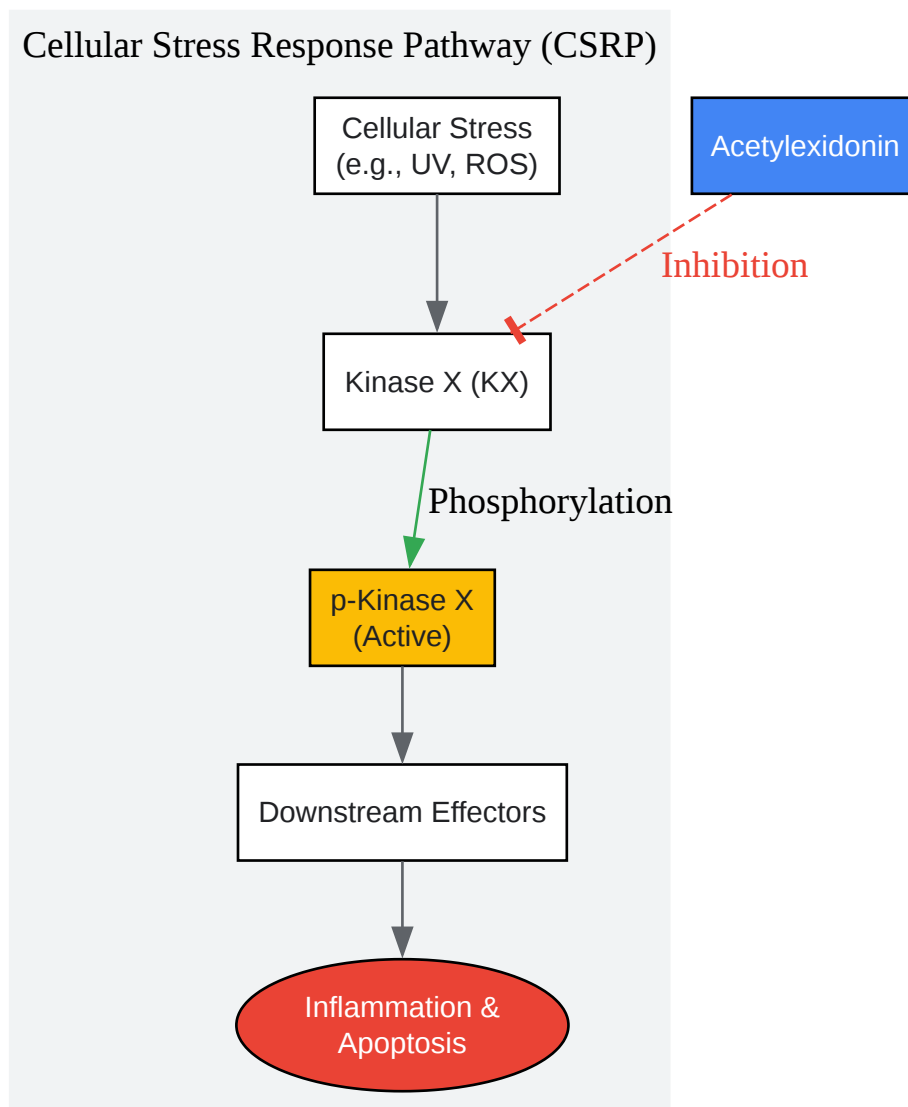 Cellular Stress Response Pathway (CSRP)
Cellular Stress
(e.g., UV, ROS)
Acetylexidonin
Inhibition
Kinase X (KX)
Phosphorylation
p-Kinase X
(Active)
Downstream Effectors
Inflammation &
Apoptosis